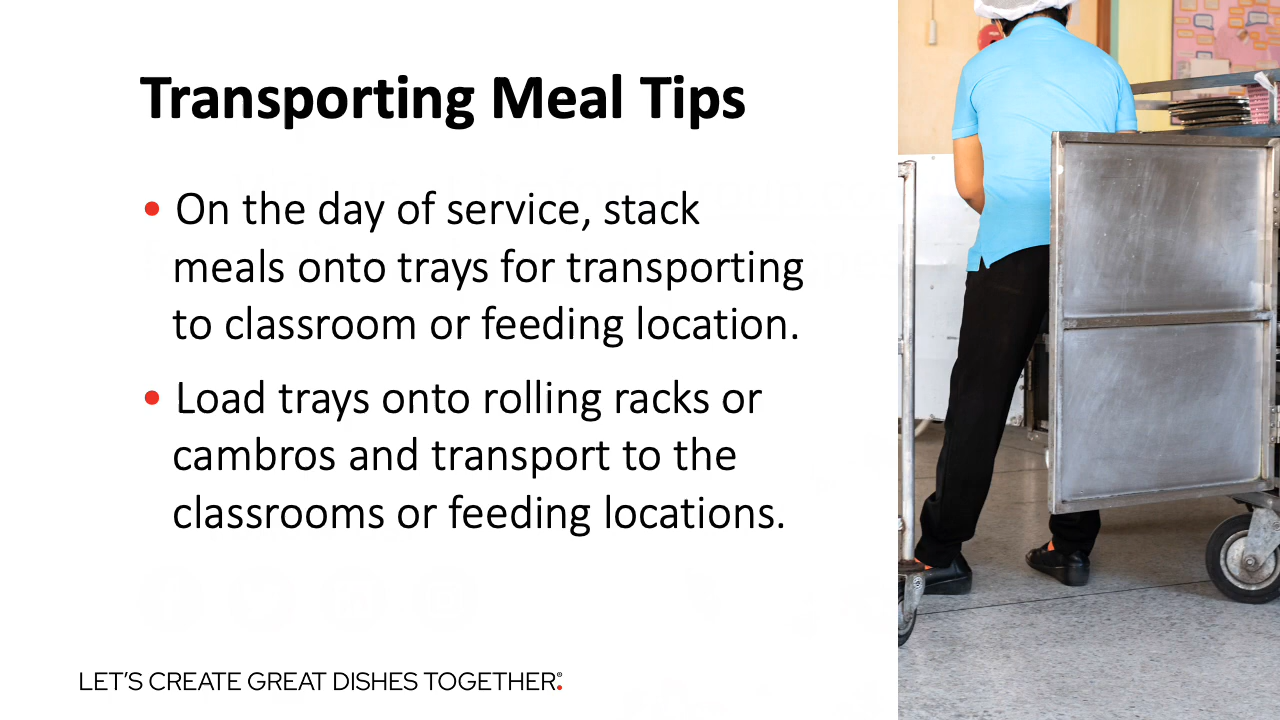 Transporting Meal Tips
• On the day of service, stack
meals onto trays for transporting
to classroom or feeding location.
• Load trays onto rolling racks or
cambros and transport to the
classrooms or feeding locations.
LET'S CREATE GREAT DISHES TOGETHER®.